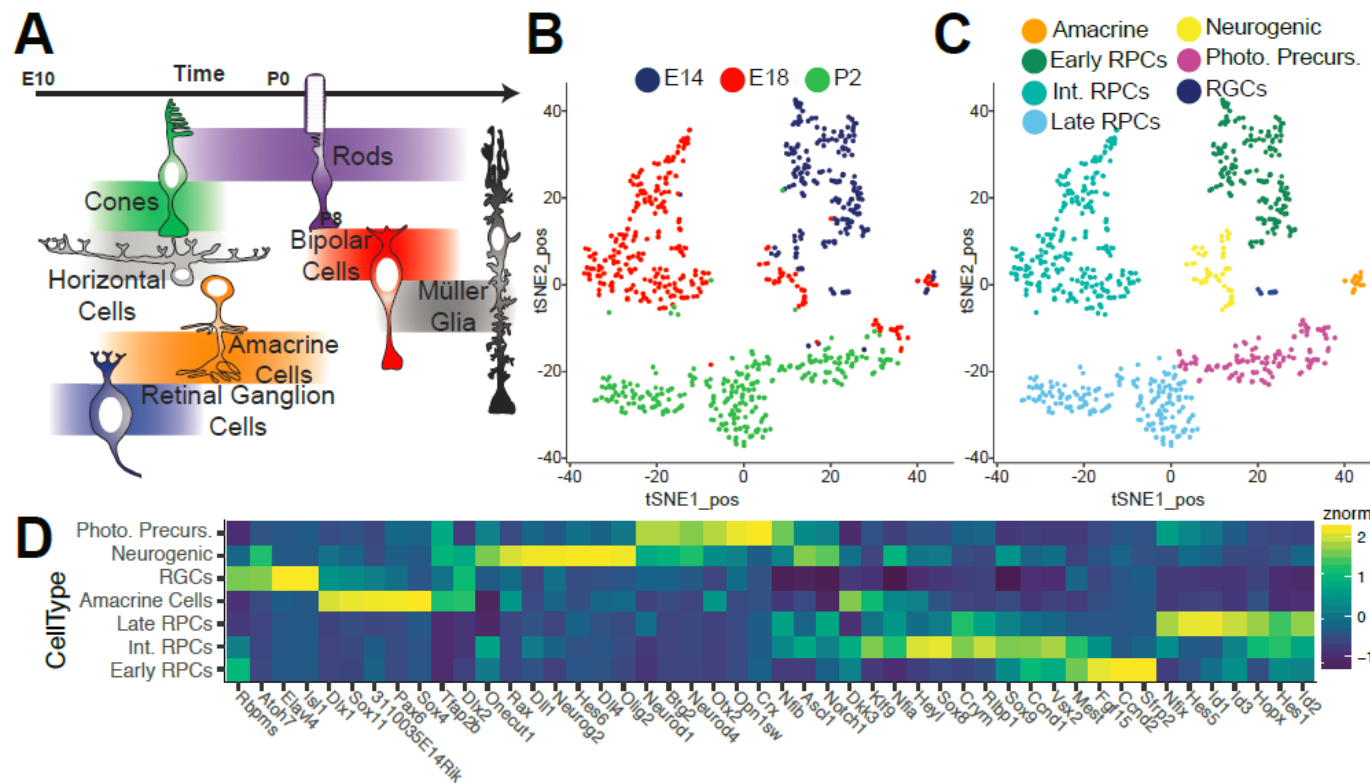 A
E10
Time
P0
Rods
Cones
P8
Bipolar
Cells
Horizontal
Cells
Müller
Glia
Amacrine
Cells
Retinal Ganglion
Cells
B
E14 E18 P2
tSNE2_pos
40
20
0
-20
-40
-40 -20 0 20 40
tSNE1_pos
C
Amacrine
Early RPCs
Int. RPCs
Late RPCs
Neurogenic
Photo. Precurs.
RGCs
tSNE2_pos
40
20
0
-20
-40
-40 -20 0 20 40
tSNE1_pos
D
CellType
Photo. Precurs.
Neurogenic
RGCs
Amacrine Cells
Late RPCs
Int. RPCs
Early RPCs
Rbpms
Atoh7
Elavl4
Isl1
Dlx1
Sox11
3110035E14Rik
Pax6
Sox4
Tfap2b
Dlx2
Onecut1
Rax
Dll1
Neurog2
Hes6
Dll4
Olig2
Neurod1
Btg2
Neurod4
Otx2
Opn1sw
Crx
Nfib
Ascl1
Notch1
Dkk3
Klf9
Nfia
Heyl
Sox8
Crym
Rlbp1
Sox9
Ccnd1
Vsx2
Mest
Fgf15
Ccnd2
Sfrp2
Nfix
Hes5
Id1
Id3
Hopx
Hes1
Id2
znorm
2
1
0
−1